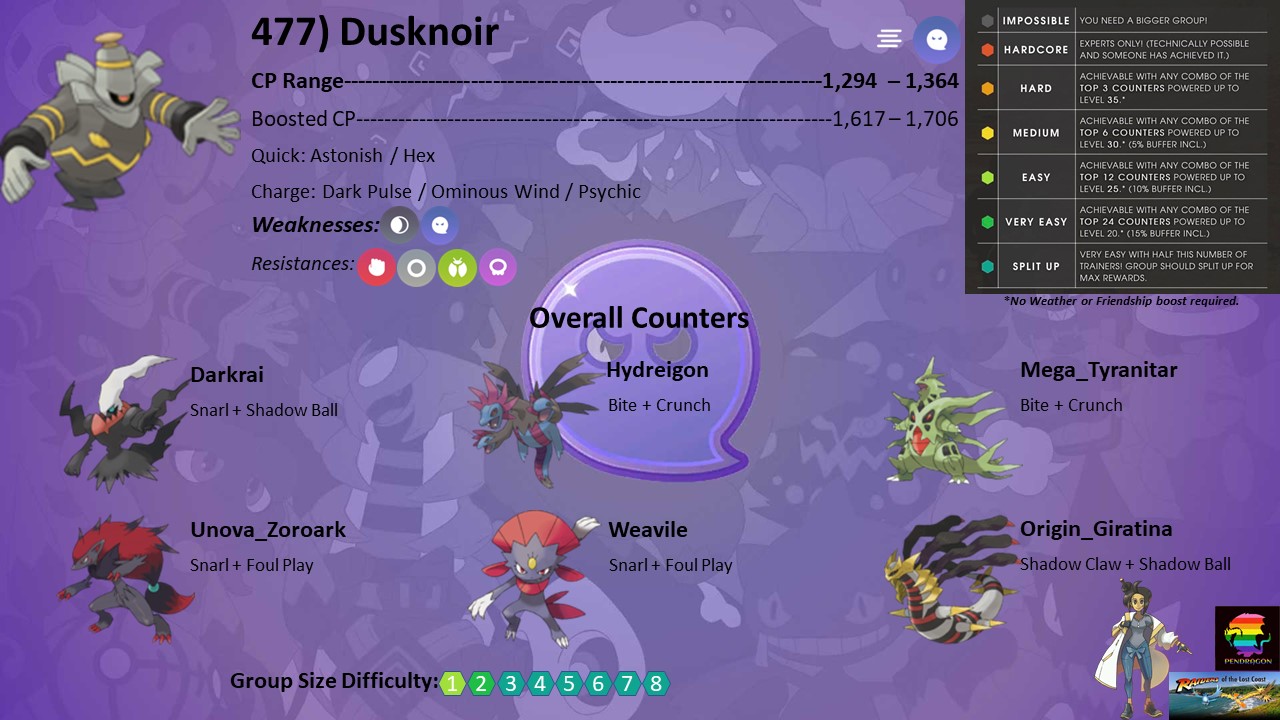 477) Dusknoir
CP Range-----------------------------------------------------------------------1,294 – 1,364
Boosted CP-----------------------------------------------------------------------1,617 – 1,706
Quick: Astonish / Hex
Charge: Dark Pulse / Ominous Wind / Psychic
Weaknesses:
Resistances:
IMPOSSIBLE YOU NEED A BIGGER GROUP!
HARDCORE EXPERTS ONLY! (TECHNICALLY POSSIBLE
AND SOMEONE HAS ACHIEVED IT.)
HARD ACHIEVABLE WITH ANY COMBO OF THE
TOP 3 COUNTERS POWERED UP TO
LEVEL 35.*
MEDIUM ACHIEVABLE WITH ANY COMBO OF THE
TOP 6 COUNTERS POWERED UP TO
LEVEL 30.* (5% BUFFER INCL.)
EASY ACHIEVABLE WITH ANY COMBO OF THE
TOP 12 COUNTERS POWERED UP TO
LEVEL 25.* (10% BUFFER INCL.)
VERY EASY ACHIEVABLE WITH ANY COMBO OF THE
TOP 24 COUNTERS POWERED UP TO
LEVEL 20.* (15% BUFFER INCL.)
SPLIT UP VERY EASY WITH HALF THIS NUMBER OF
TRAINERS! GROUP SHOULD SPLIT UP FOR
MAX REWARDS.
*No Weather or Friendship boost required.
Overall Counters
Darkrai
Snarl + Shadow Ball
Hydreigon
Bite + Crunch
Mega_Tyranitar
Bite + Crunch
Unova_Zoroark
Snarl + Foul Play
Weavile
Snarl + Foul Play
Origin_Giratina
Shadow Claw + Shadow Ball
Group Size Difficulty: 1 2 3 4 5 6 7 8
PENDRAGON
RAIDERS of the Lost Coast